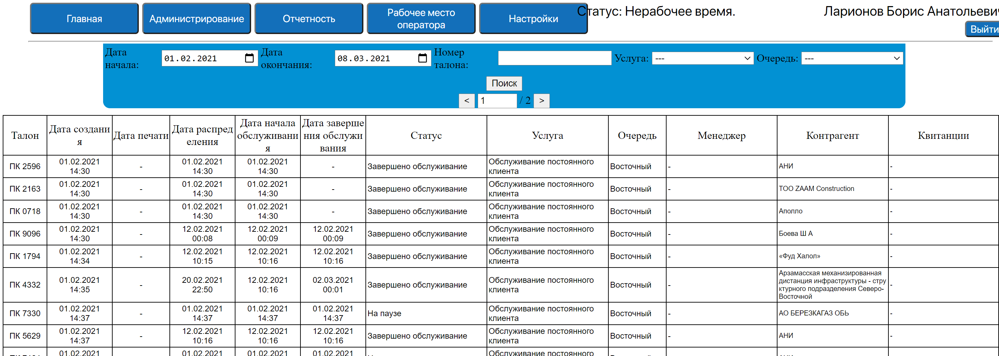 Главная Администрирование Отчетность Рабочее место оператора Настройки Статус: Нерабочее время. Ларионов Борис Анатольевич
Выйти
Дата начала: 01.02.2021 Дата окончания: 08.03.2021 Номер талона: Услуга: --- Очередь: ---
Поиск
< 1 / 2 >
Талон Дата создания Дата печати Дата распределения Дата начала обслуживания Дата завершения обслуживания Статус Услуга Очередь Менеджер Контрагент Квитанции
ПК 2596 01.02.2021 14:30 - 01.02.2021 14:30 01.02.2021 14:30 - Завершено обслуживание Обслуживание постоянного клиента Восточный - АНИ -
ПК 2163 01.02.2021 14:30 - 01.02.2021 14:30 01.02.2021 14:30 - Завершено обслуживание Обслуживание постоянного клиента Восточный - ТОО ZAAM Construction -
ПК 0718 01.02.2021 14:30 - 01.02.2021 14:30 01.02.2021 14:30 - Завершено обслуживание Обслуживание постоянного клиента Восточный - Аполло -
ПК 9096 01.02.2021 14:30 - 12.02.2021 00:08 12.02.2021 00:09 12.02.2021 00:09 Завершено обслуживание Обслуживание постоянного клиента Восточный - Боева Ш А -
ПК 1794 01.02.2021 14:34 - 12.02.2021 10:15 12.02.2021 10:16 12.02.2021 10:16 Завершено обслуживание Обслуживание постоянного клиента Восточный - «Фуд Халол» -
ПК 4332 01.02.2021 14:35 - 20.02.2021 22:50 12.02.2021 10:16 02.03.2021 00:01 Завершено обслуживание Обслуживание постоянного клиента Восточный - Арзамасская механизированная дистанция инфраструктуры - структурного подразделения Северо-Восточной -
ПК 7330 01.02.2021 14:37 - 01.02.2021 14:37 01.02.2021 14:37 01.02.2021 14:37 На паузе Обслуживание постоянного клиента Восточный - АО БЕРЕЗКАГАЗ ОБЬ -
ПК 5629 01.02.2021 14:37 - 12.02.2021 10:16 12.02.2021 10:16 12.02.2021 10:16 Завершено обслуживание Обслуживание постоянного клиента Восточный - АНИ -
01.02.2021 01.02.2021 01.02.2021 01.02.2021 Обслуживание постоянного